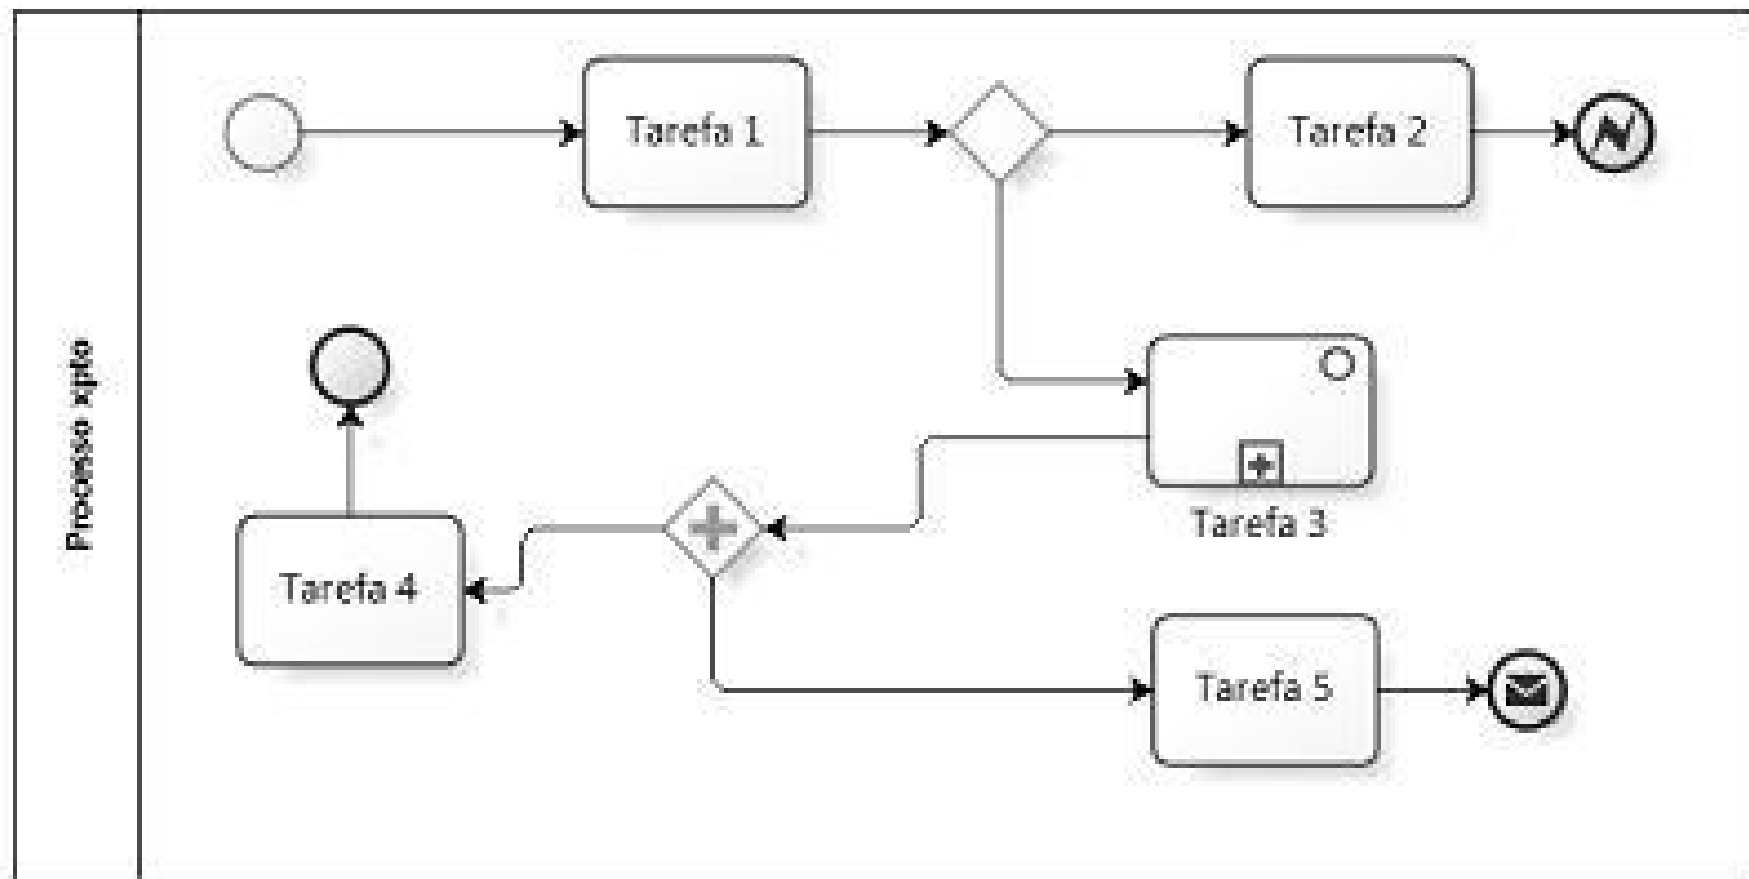 Processo xpto
Tarefa 1
Tarefa 2
Tarefa 3
Tarefa 4
Tarefa 5